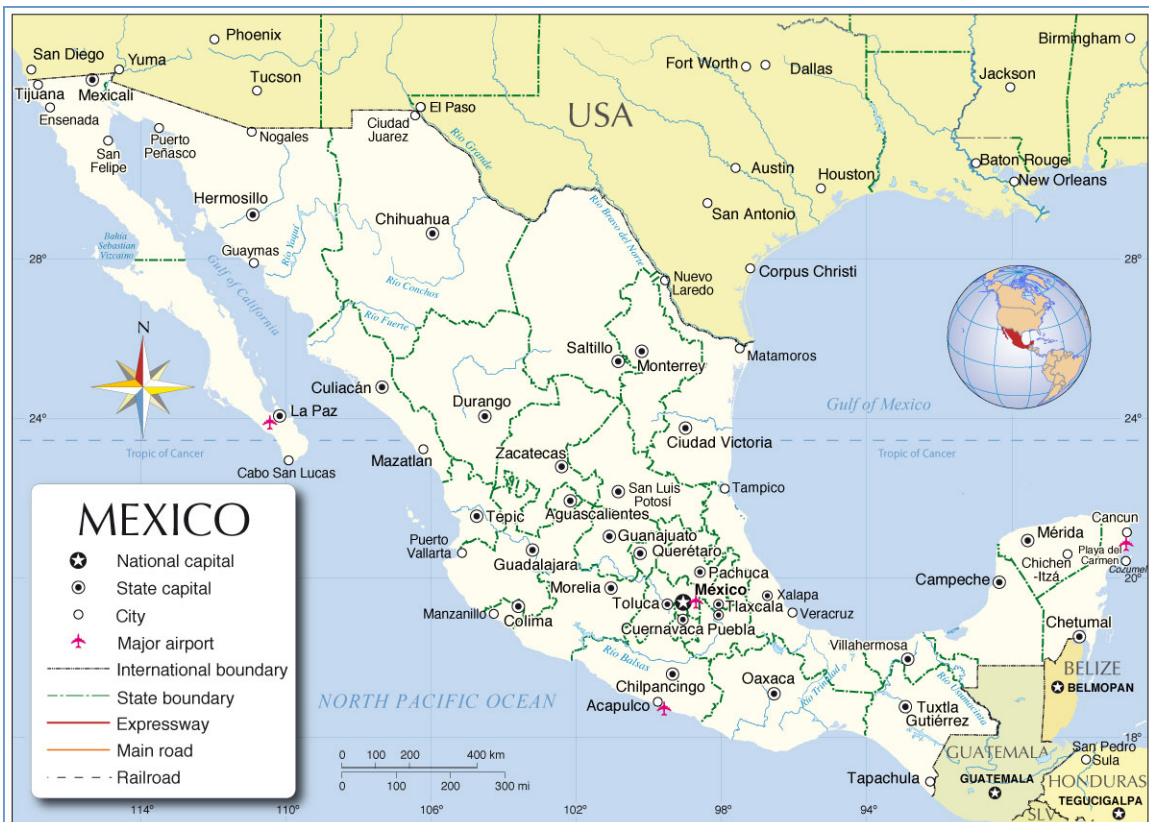 Phoenix
San Diego
Yuma
Tijuana
Mexicali
Ensenada
Tucson
Fort Worth
Dallas
Birmingham
Jackson
USA
El Paso
Ciudad
Juarez
Rio Grande
Nogales
Puerto
Peñasco
San
Felipe
Austin
Houston
Baton Rouge
New Orleans
San Antonio
Hermosillo
Chihuahua
Rio Bravo del Norte
Bahia
Sebastian
Vizcaino
Guaymas
Rio Yaqui
28°
28°
Gulf of California
Rio Conchos
Nuevo
Laredo
Corpus Christi
Rio Fuerte
N
Saltillo
Monterrey
Matamoros
Culiacán
Durango
La Paz
24°
24°
Gulf of Mexico
Ciudad Victoria
Tropic of Cancer
Tropic of Cancer
Cabo San Lucas
Mazatlan
Zacatecas
San Luis
Potosí
Tampico
Aguascalientes
Tepic
Puerto
Vallarta
Guanajuato
Querétaro
Guadalajara
Pachuca
Mérida
Cancun
Chichen
-Itzá
Playa del
Carmen
Cozumel
20°
Campeche
Morelia
México
Toluca
Tlaxcala
Xalapa
Veracruz
Manzanillo
Colima
Cuernavaca
Puebla
Chetumal
Villahermosa
Rio Balsas
Rio Trinidad
Rio Usumacinta
BELIZE
BELMOPAN
Chilpancingo
Oaxaca
Acapulco
Tuxtla
Gutiérrez
NORTH PACIFIC OCEAN
18°
GUATEMALA
GUATEMALA
San Pedro
Sula
HONDURAS
TEGUCIGALPA
SLV
Tapachula
0 100 200 400 km
0 100 200 300 mi
114°
110°
106°
102°
98°
94°
90°
MEXICO
National capital
State capital
City
Major airport
International boundary
State boundary
Expressway
Main road
Railroad